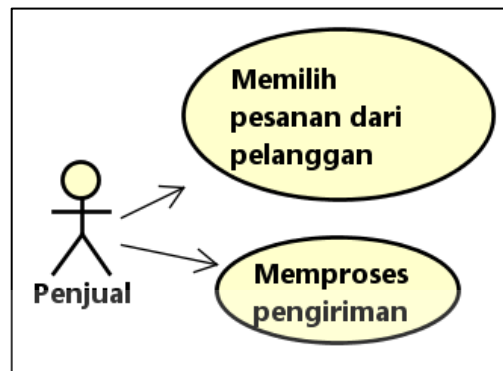 Memilih
pesanan dari
pelanggan
Penjual
Memproses
pengiriman